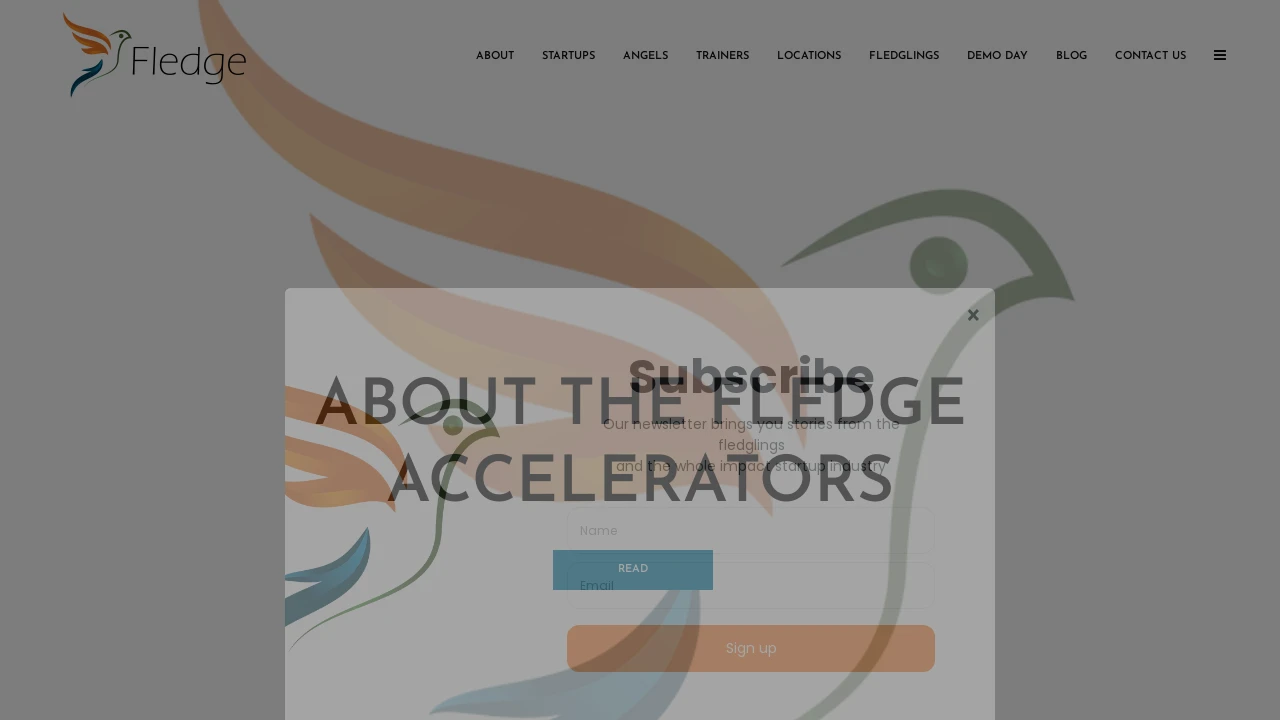 Fledge
ABOUT STARTUPS ANGELS TRAINERS LOCATIONS FLEDGLINGS DEMO DAY BLOG CONTACT US
×
Subscribe
ABOUT THE FLEDGE
Our newsletter brings you stories from the
fledglings
and the whole impact startup industry
ACCELERATORS
Name
READ
Email
Sign up